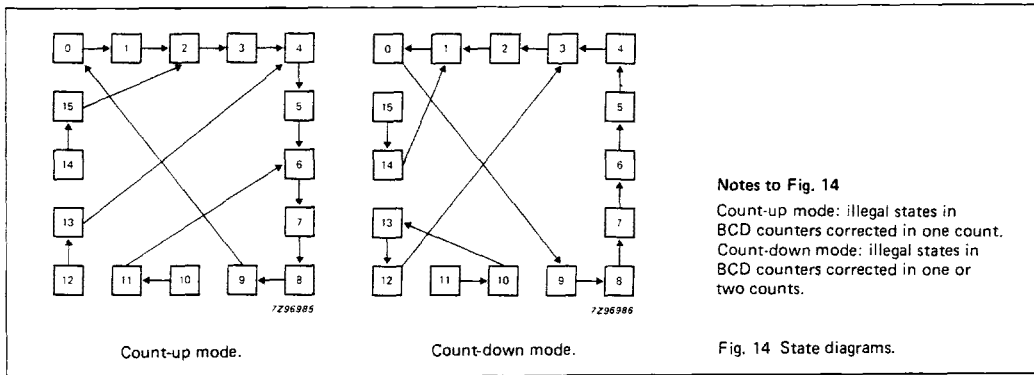 0 1 2 3 4
15 5
14 6
13 7
12 11 10 9 8
7Z96985
Count-up mode.
0 1 2 3 4
15 5
14 6
13 7
12 11 10 9 8
7Z96986
Count-down mode.
Notes to Fig. 14
Count-up mode: illegal states in
BCD counters corrected in one count.
Count-down mode: illegal states in
BCD counters corrected in one or
two counts.
Fig. 14 State diagrams.